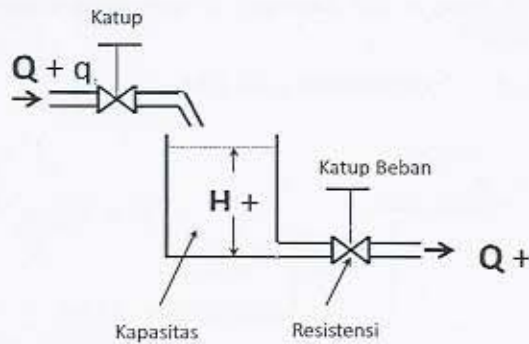 Katup
Q + q
Katup Beban
H +
Q +
Kapasitas
Resistensi